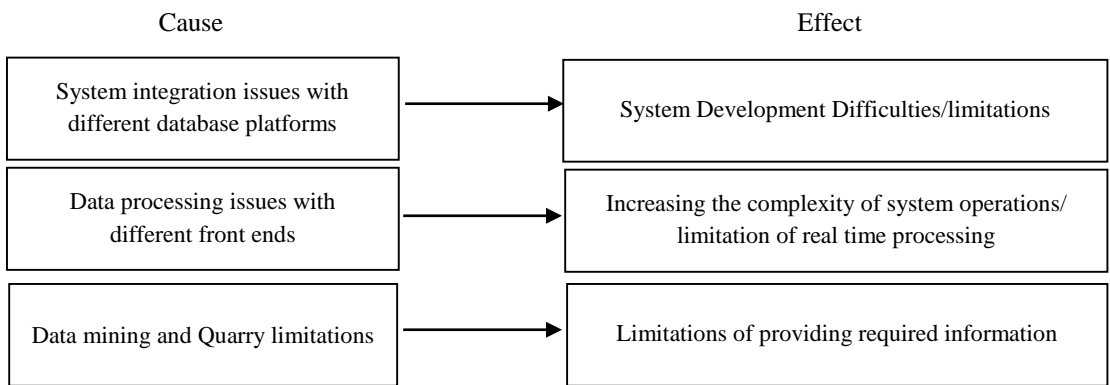 Cause
Effect
System integration issues with
different database platforms
System Development Difficulties/limitations
Data processing issues with
different front ends
Increasing the complexity of system operations/
limitation of real time processing
Data mining and Quarry limitations
Limitations of providing required information